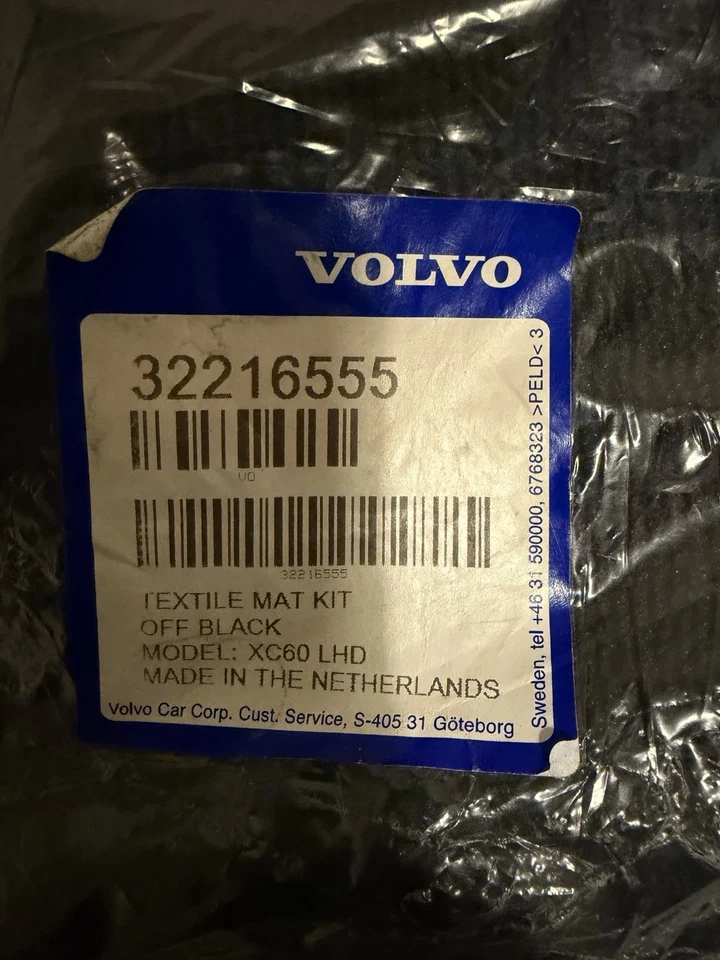 VOLVO
32216555
VO
32216555
TEXTILE MAT KIT
OFF BLACK
MODEL: XC60 LHD
MADE IN THE NETHERLANDS
Volvo Car Corp. Cust. Service, S-405 31 Göteborg
Sweden, tel +46 31 590000, 6768323 >PELD< 3